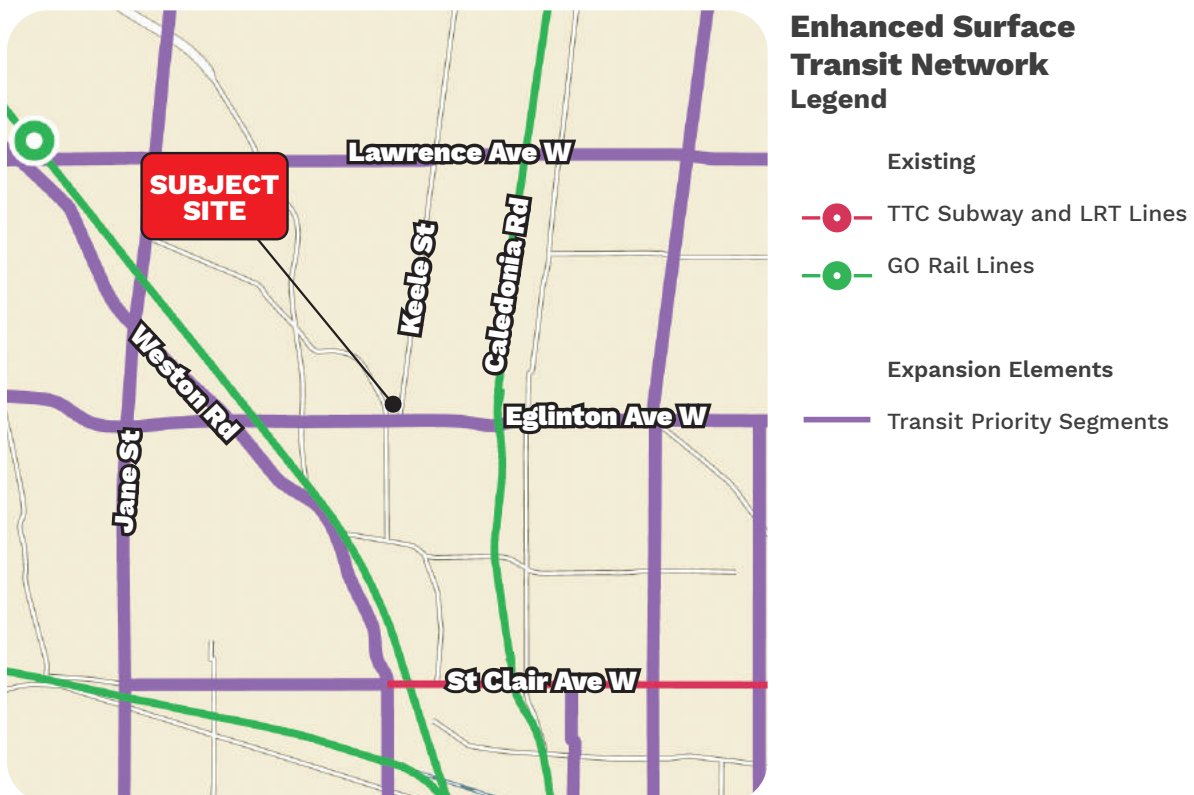 Enhanced Surface
Transit Network
Legend
Existing
TTC Subway and LRT Lines
GO Rail Lines
Expansion Elements
Transit Priority Segments
Lawrence Ave W
SUBJECT
SITE
Keele St
Caledonia Rd
Weston Rd
Eglinton Ave W
Jane St
St Clair Ave W